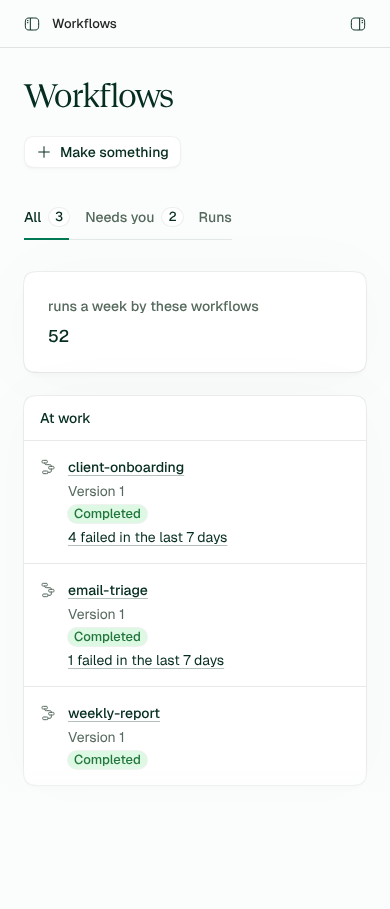 Workflows
Workflows
Make something
All 3 Needs you 2 Runs
runs a week by these workflows
52
At work
client-onboarding
Version 1
Completed
4 failed in the last 7 days
email-triage
Version 1
Completed
1 failed in the last 7 days
weekly-report
Version 1
Completed